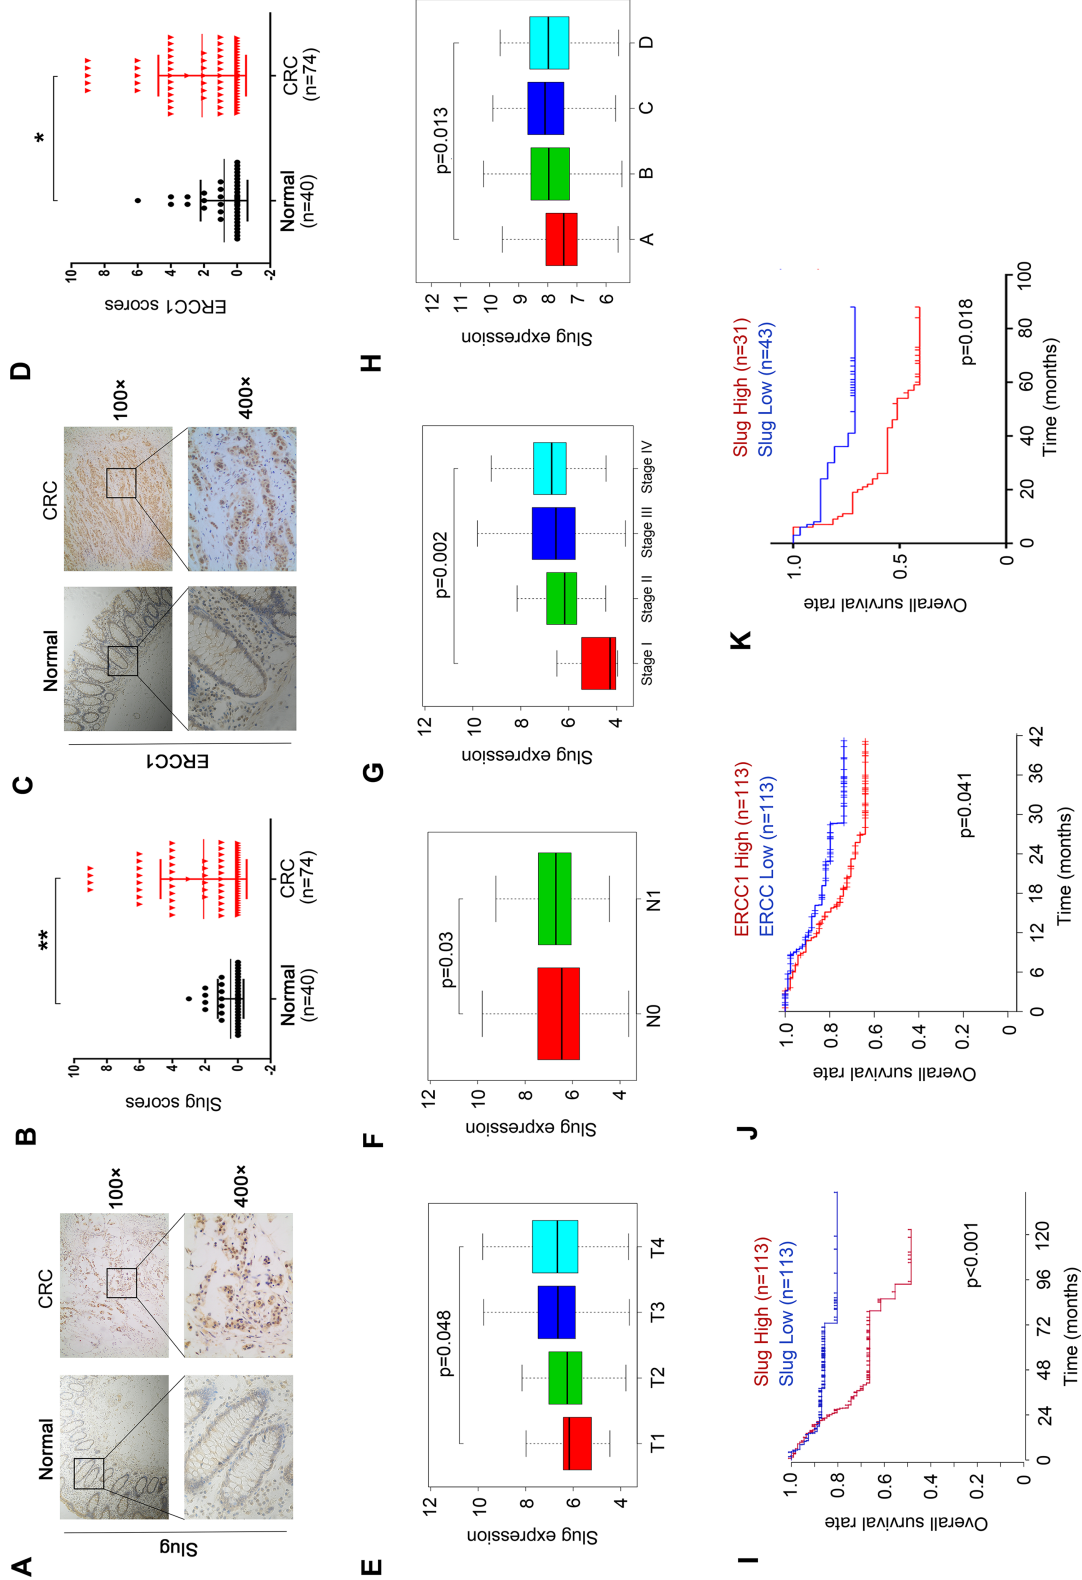 A
Slug
Normal
CRC
100×
400×
B
Slug scores
10
8
6
4
2
0
-2
**
Normal
(n=40)
CRC
(n=74)
C
ERCC1
Normal
CRC
100×
400×
D
ERCC1 scores
10
8
6
4
2
0
-2
*
Normal
(n=40)
CRC
(n=74)
E
Slug expression
12
10
8
6
4
p=0.048
T1
T2
T3
T4
F
Slug expression
12
10
8
6
4
p=0.03
N0
N1
G
Slug expression
12
10
8
6
4
p=0.002
Stage I
Stage II
Stage III
Stage IV
H
Slug expression
12
11
10
9
8
7
6
p=0.013
A
B
C
D
I
Overall survival rate
1.0
0.8
0.6
0.4
0.2
0
Slug High (n=113)
Slug Low (n=113)
p<0.001
0
24
48
72
96
120
Time (months)
J
Overall survival rate
1.0
0.8
0.6
0.4
0.2
0
ERCC1 High (n=113)
ERCC Low (n=113)
p=0.041
0
6
12
18
24
30
36
42
Time (months)
K
Overall survival rate
1.0
0.5
0
Slug High (n=31)
Slug Low (n=43)
p=0.018
0
20
40
60
80
100
Time (months)